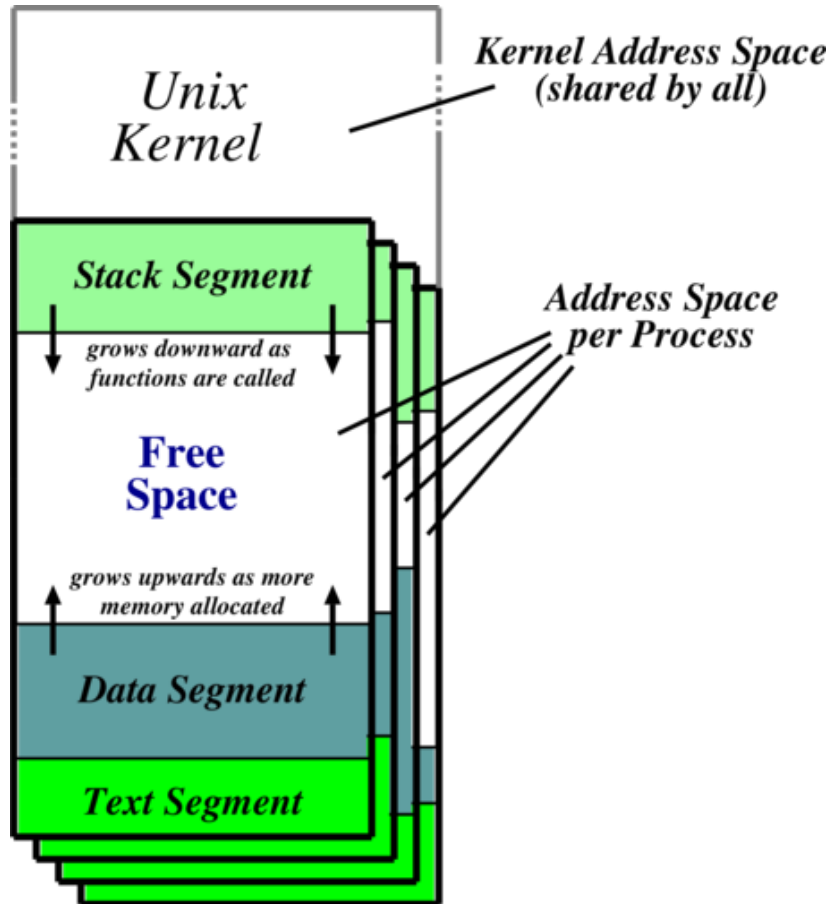 Unix
Kernel
Kernel Address Space
(shared by all)
Stack Segment
grows downward as
functions are called
Address Space
per Process
Free
Space
grows upwards as more
memory allocated
Data Segment
Text Segment